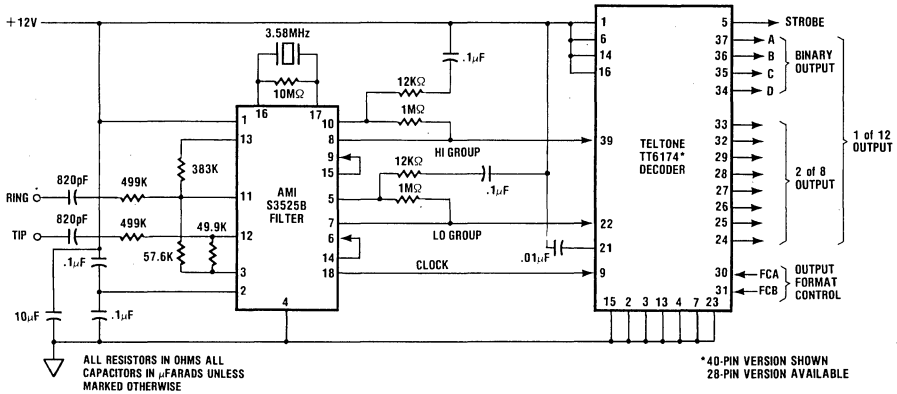 +12V
3.58MHz
10MΩ
16
17
.1μF
12KΩ
1MΩ
1
13
11
12
3
2
4
AMI
S3525B
FILTER
10
8
9
15
5
7
6
14
18
383K
820pF
499K
RING
820pF
499K
TIP
49.9K
57.6K
.1μF
10μF
.1μF
HI GROUP
12KΩ
.1μF
1MΩ
LO GROUP
.01μF
CLOCK
1
6
14
16
39
22
21
9
TELTONE
TT6174*
DECODER
15 2 3 13 4 7 23
5 STROBE
37 A
36 B
35 C
34 D
BINARY
OUTPUT
33
32
29
28
27
26
25
24
2 of 8
OUTPUT
1 of 12
OUTPUT
30 FCA
31 FCB
OUTPUT
FORMAT
CONTROL
ALL RESISTORS IN OHMS ALL
CAPACITORS IN μFARADS UNLESS
MARKED OTHERWISE
*40-PIN VERSION SHOWN
28-PIN VERSION AVAILABLE